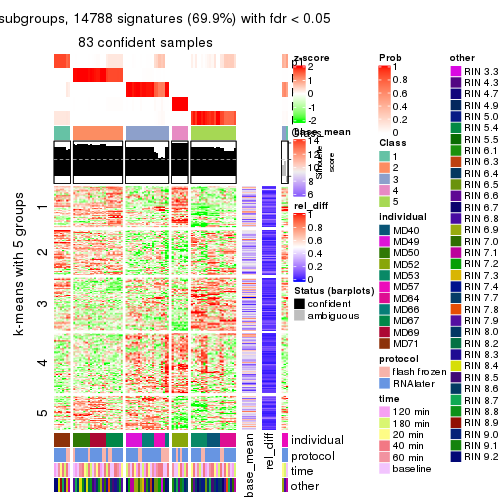 subgroups, 14788 signatures (69.9%) with fdr < 0.05
83 confident samples
z-score
2
1
0
-1
-2
Class
silhouette
score
base_mean
14
12
10
8
6
rel_diff
1
0.8
0.6
0.4
0.2
0
Status (barplots)
confident
ambiguous
Prob
1
0.8
0.6
0.4
0.2
0
Class
1
2
3
4
5
individual
MD40
MD49
MD50
MD52
MD53
MD57
MD64
MD66
MD67
MD69
MD71
protocol
flash frozen
RNAlater
time
120 min
180 min
20 min
40 min
60 min
baseline
other
RIN 3.3
RIN 4.3
RIN 4.7
RIN 4.9
RIN 5.0
RIN 5.4
RIN 5.5
RIN 6.1
RIN 6.3
RIN 6.4
RIN 6.5
RIN 6.6
RIN 6.7
RIN 6.8
RIN 6.9
RIN 7.0
RIN 7.1
RIN 7.2
RIN 7.3
RIN 7.4
RIN 7.7
RIN 7.8
RIN 7.9
RIN 8.0
RIN 8.2
RIN 8.3
RIN 8.4
RIN 8.5
RIN 8.6
RIN 8.7
RIN 8.8
RIN 8.9
RIN 9.0
RIN 9.1
RIN 9.2
k-means with 5 groups
1
2
3
4
5
base_mean
rel_diff
individual
protocol
time
other